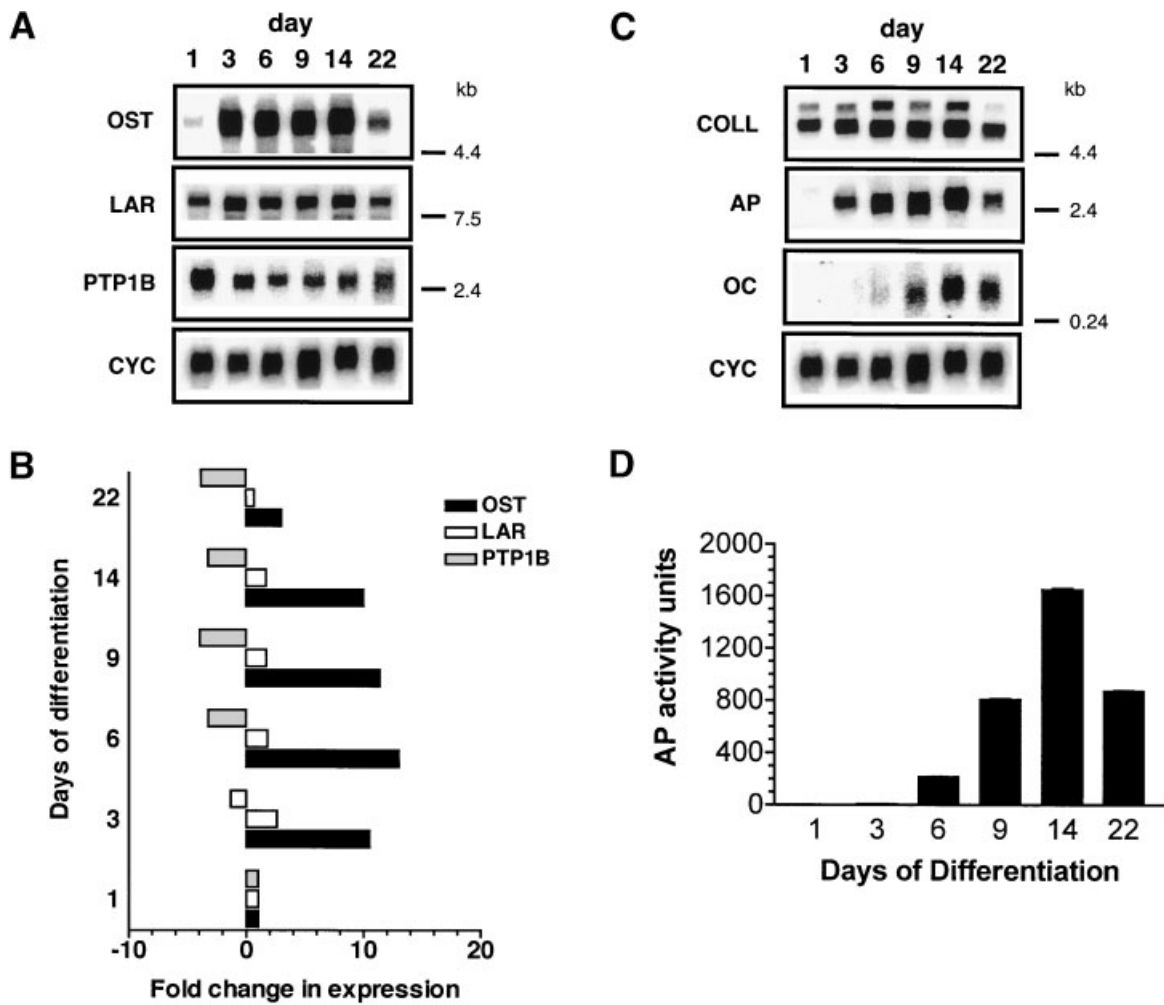 A
day
1 3 6 9 14 22
kb
OST
4.4
LAR
7.5
PTP1B
2.4
CYC
C
day
1 3 6 9 14 22
kb
COLL
4.4
AP
2.4
OC
0.24
CYC
B
Days of differentiation
22
14
9
6
3
1
-10 0 10 20
Fold change in expression
OST
LAR
PTP1B
D
AP activity units
2000
1600
1200
800
400
0
1 3 6 9 14 22
Days of Differentiation